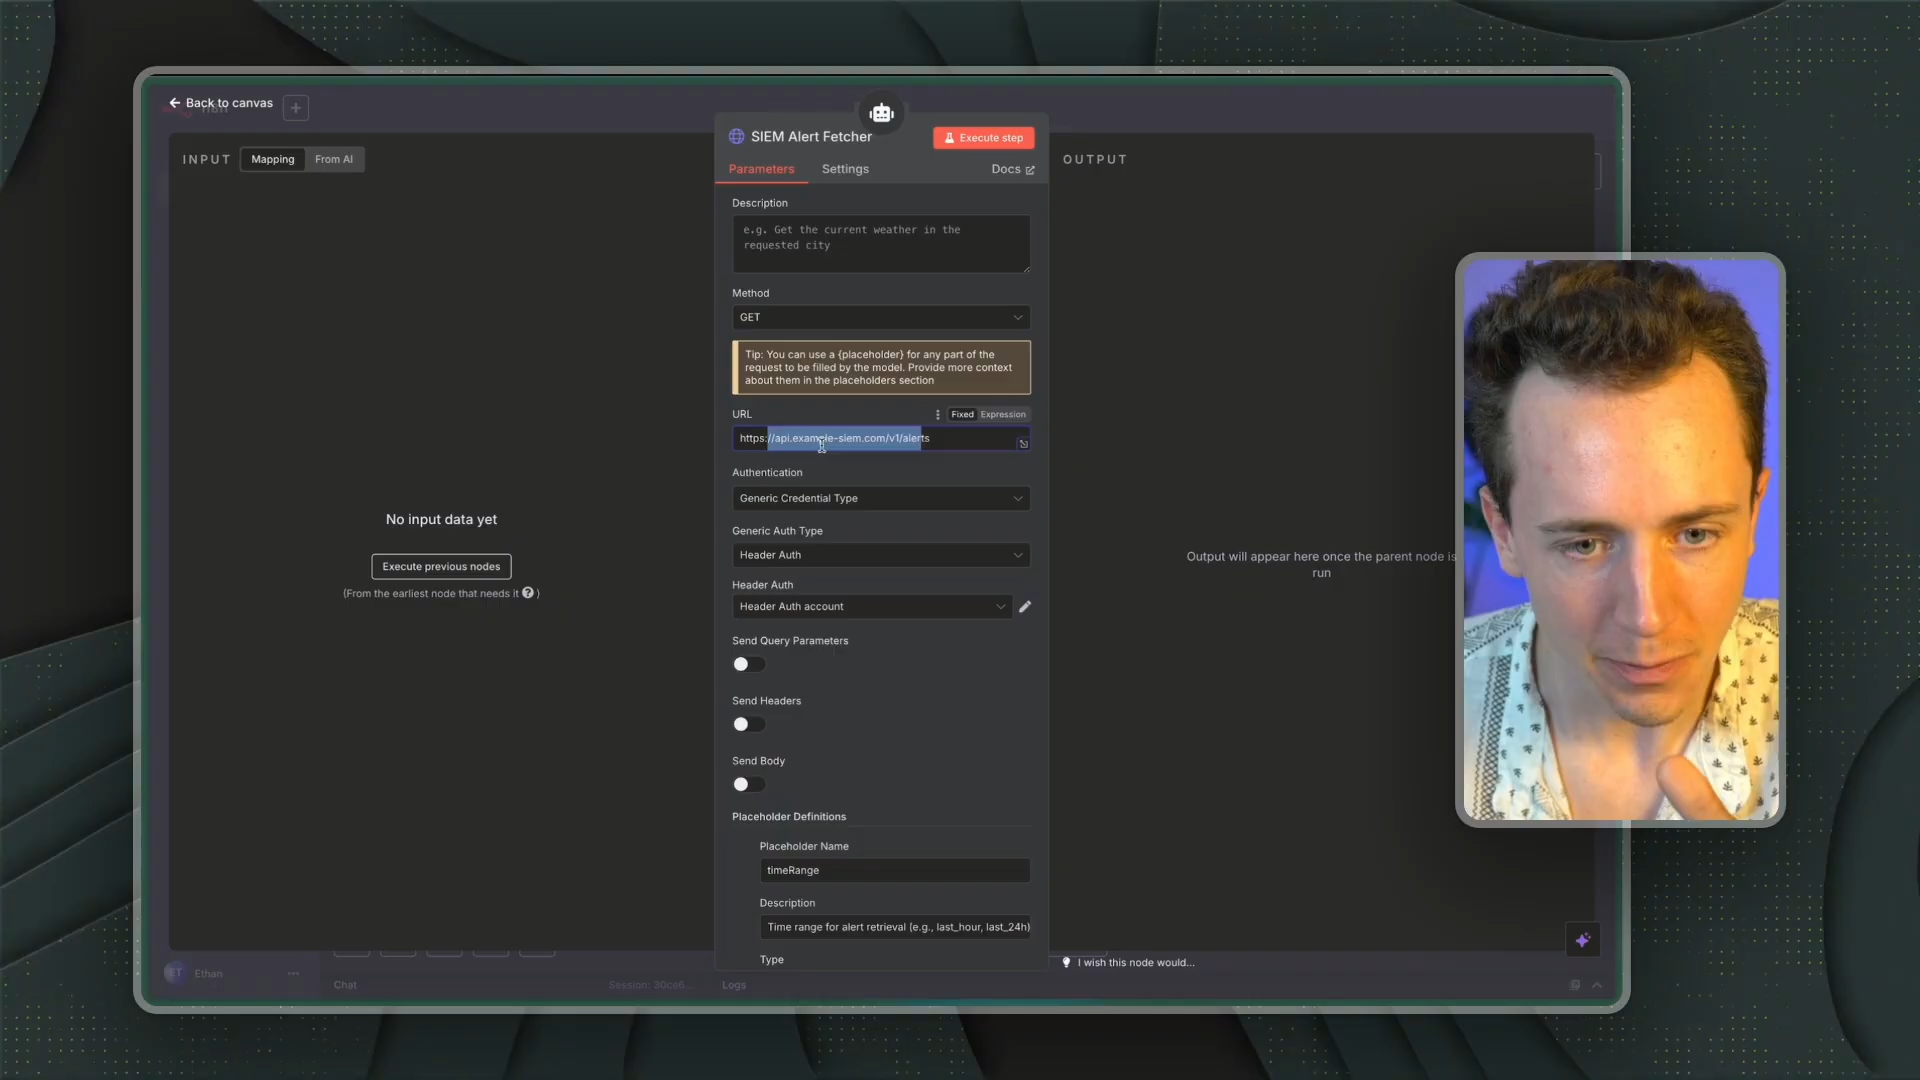 Back to canvas
INPUT
Mapping
From AI
SIEM Alert Fetcher
Execute step
Parameters
Settings
Docs
OUTPUT
Description
e.g. Get the current weather in the
requested city
Method
GET
Tip: You can use a {placeholder} for any part of the
request to be filled by the model. Provide more context
about them in the placeholders section
URL
Fixed
Expression
https://api.example-siem.com/v1/alerts
Authentication
Generic Credential Type
Generic Auth Type
Header Auth
Header Auth
Header Auth account
Send Query Parameters
Send Headers
Send Body
Placeholder Definitions
Placeholder Name
timeRange
Description
Time range for alert retrieval (e.g., last_hour, last_24h)
Type
No input data yet
Execute previous nodes
(From the earliest node that needs it ? )
Output will appear here once the parent node is
run
I wish this node would...
ET
Ethan
Chat
Session: 30ce6...
Logs